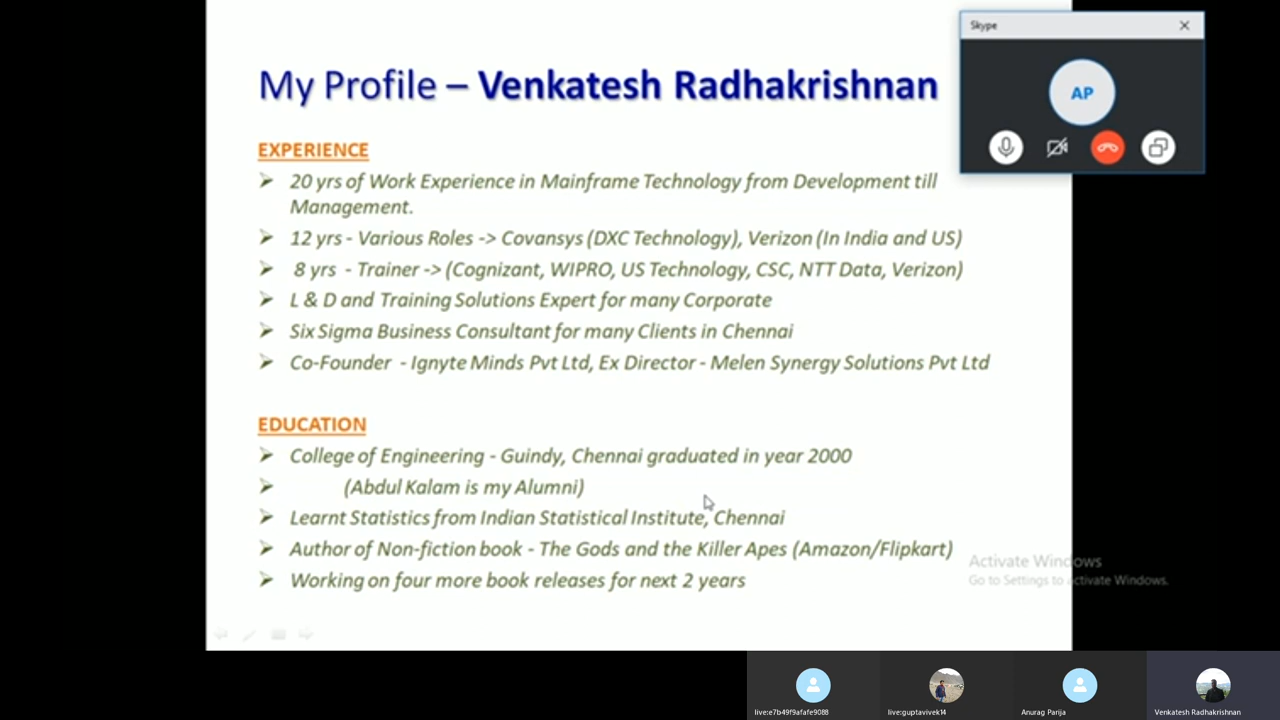 My Profile – Venkatesh Radhakrishnan
Skype
AP
EXPERIENCE
20 yrs of Work Experience in Mainframe Technology from Development till
Management.
12 yrs - Various Roles -> Covansys (DXC Technology), Verizon (In India and US)
8 yrs - Trainer -> (Cognizant, WIPRO, US Technology, CSC, NTT Data, Verizon)
L & D and Training Solutions Expert for many Corporate
Six Sigma Business Consultant for many Clients in Chennai
Co-Founder - Ignyte Minds Pvt Ltd, Ex Director - Melen Synergy Solutions Pvt Ltd
EDUCATION
College of Engineering - Guindy, Chennai graduated in year 2000
(Abdul Kalam is my Alumni)
Learnt Statistics from Indian Statistical Institute, Chennai
Author of Non-fiction book - The Gods and the Killer Apes (Amazon/Flipkart)
Working on four more book releases for next 2 years
Activate Windows
Go to Settings to activate Windows.
live:e7b49f9afafe9088
live:guptavivek14
Anurag Parija
Venkatesh Radhakrishnan